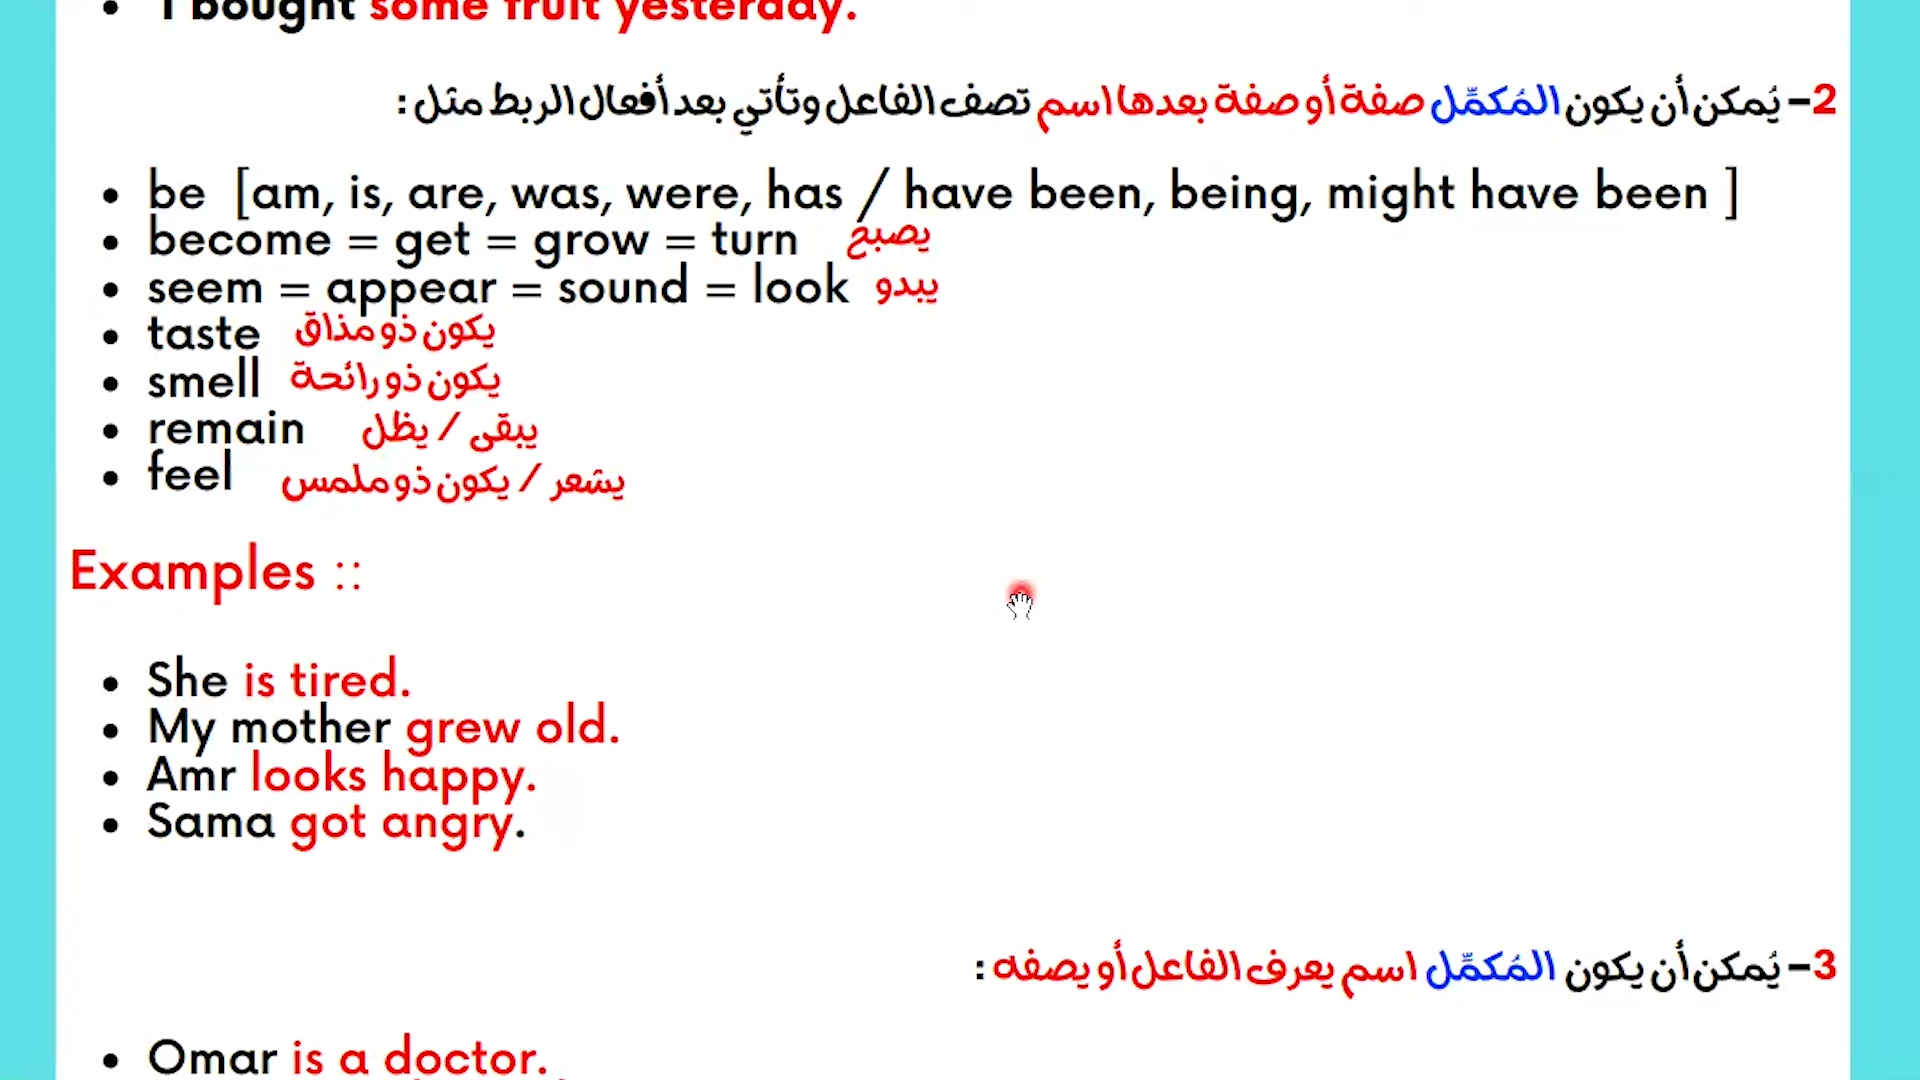 • I bought some fruit yesterday.
2- يُمكن أن يكون المُكمِّل صفة أو صفة بعدها اسم تصف الفاعل وتأتي بعد أفعال الربط مثل :
• be [am, is, are, was, were, has / have been, being, might have been ]
• become = get = grow = turn يصبح
• seem = appear = sound = look يبدو
• taste يكون ذو مذاق
• smell يكون ذو رائحة
• remain يبقى / يظل
• feel يشعر / يكون ذو ملمس
Examples ::
• She is tired.
• My mother grew old.
• Amr looks happy.
• Sama got angry.
3- يُمكن أن يكون المُكمِّل اسم يعرف الفاعل أو يصفه :
• Omar is a doctor.